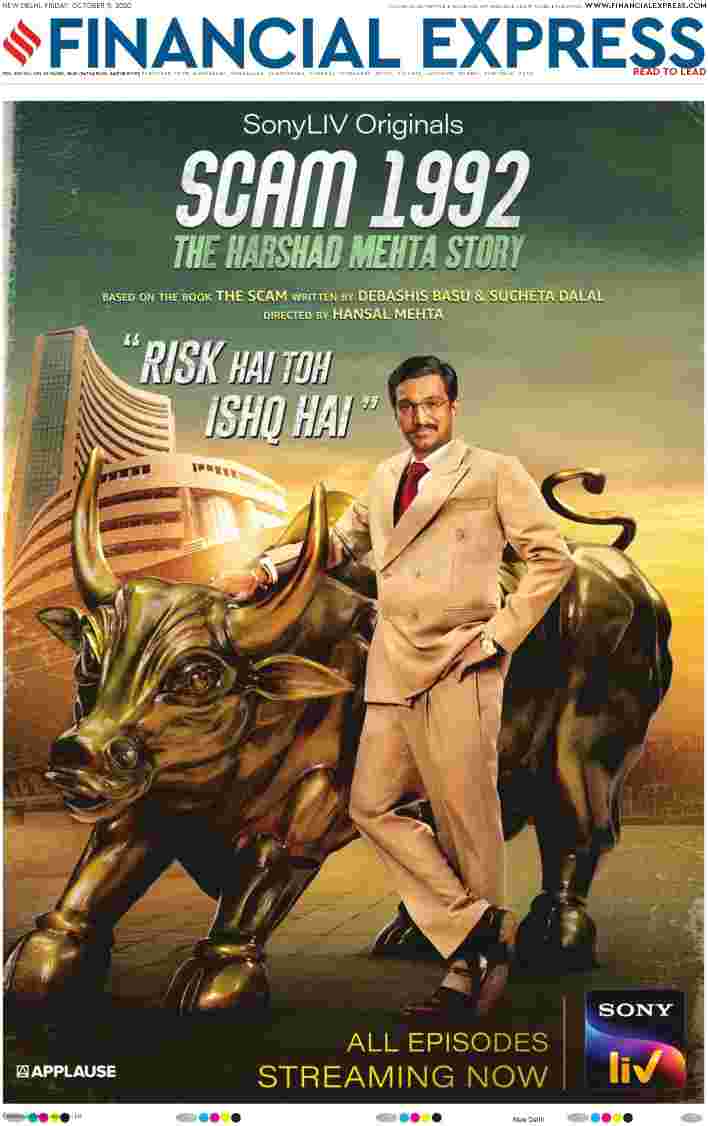 NEW DELHI, FRIDAY, OCTOBER 9, 2020
WWW.FINANCIALEXPRESS.COM
FINANCIAL EXPRESS
READ TO LEAD
SonyLIV Originals
SCAM 1992
THE HARSHAD MEHTA STORY
BASED ON THE BOOK THE SCAM WRITTEN BY DEBASHIS BASU & SUCHETA DALAL
DIRECTED BY HANSAL MEHTA
“RISK HAI TOH
ISHQ HAI”
ALL EPISODES
STREAMING NOW
SONY
liv
APPLAUSE
New Delhi